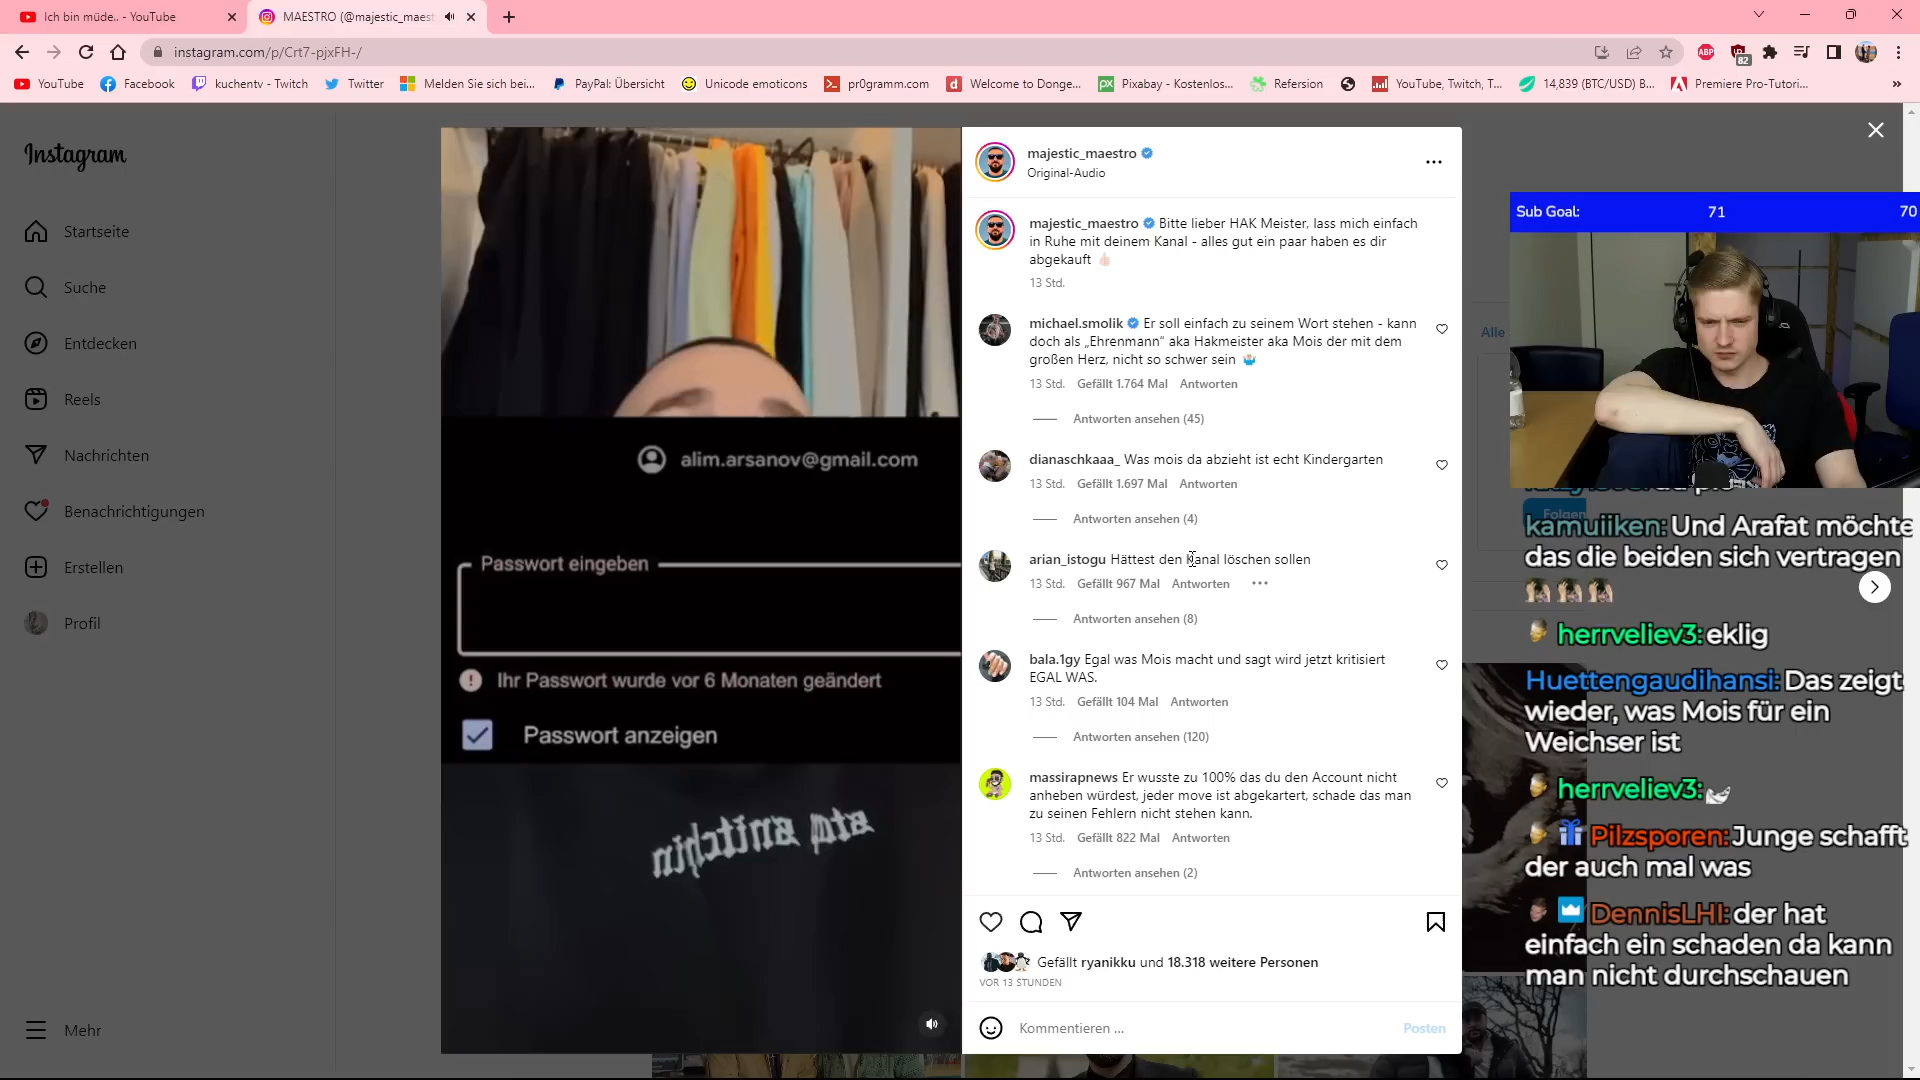 Ich bin müde.. - YouTube
MAESTRO (@majestic_maest
instagram.com/p/Crt7-pjxFH-/
ABP
82
YouTube
Facebook
kuchentv - Twitch
Twitter
Melden Sie sich bei...
PayPal: Übersicht
Unicode emoticons
pr0gramm.com
Welcome to Donge...
Pixabay - Kostenlos...
Refersion
YouTube, Twitch, T...
14,839 (BTC/USD) B...
Premiere Pro-Tutori...
Instagram
Startseite
Suche
Entdecken
Reels
Nachrichten
Benachrichtigungen
Erstellen
Profil
Mehr
alim.arsanov@gmail.com
Passwort eingeben
Ihr Passwort wurde vor 6 Monaten geändert
Passwort anzeigen
majestic_maestro
Original-Audio
majestic_maestro Bitte lieber HAK Meister, lass mich einfach
in Ruhe mit deinem Kanal - alles gut ein paar haben es dir
abgekauft 👍🏻
13 Std.
michael.smolik Er soll einfach zu seinem Wort stehen - kann
doch als „Ehrenmann“ aka Hakmeister aka Mois der mit dem
großen Herz, nicht so schwer sein 🤷
13 Std. Gefällt 1.764 Mal Antworten
Antworten ansehen (45)
dianaschkaaa_ Was mois da abzieht ist echt Kindergarten
13 Std. Gefällt 1.697 Mal Antworten
Antworten ansehen (4)
arian_istogu Hättest den Kanal löschen sollen
13 Std. Gefällt 967 Mal Antworten
Antworten ansehen (8)
bala.1gy Egal was Mois macht und sagt wird jetzt kritisiert
EGAL WAS.
13 Std. Gefällt 104 Mal Antworten
Antworten ansehen (120)
massirapnews Er wusste zu 100% das du den Account nicht
anheben würdest, jeder move ist abgekartert, schade das man
zu seinen Fehlern nicht stehen kann.
13 Std. Gefällt 822 Mal Antworten
Antworten ansehen (2)
Gefällt ryanikku und 18.318 weitere Personen
VOR 13 STUNDEN
Kommentieren ...
Posten
Alle
Folgen
Sub Goal: 71 70
kamuiiken: Und Arafat möchte
das die beiden sich vertragen
herrveliev3: eklig
Huettengaudihansi: Das zeigt
wieder, was Mois für ein
Weichser ist
herrveliev3:
Pilzsporen: Junge schafft
der auch mal was
DennisLHI: der hat
einfach ein schaden da kann
man nicht durchschauen